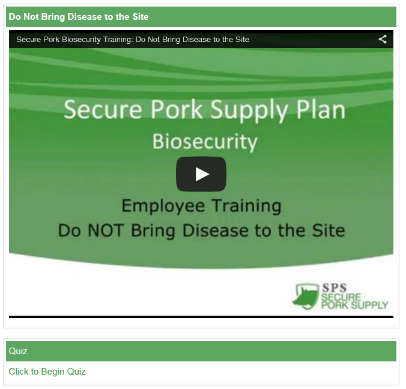 Do Not Bring Disease to the Site
Secure Pork Biosecurity Training: Do Not Bring Disease to the Site
Secure Pork Supply Plan
Biosecurity
Employee Training
Do NOT Bring Disease to the Site
SPS
SECURE
PORK SUPPLY
Quiz
Click to Begin Quiz